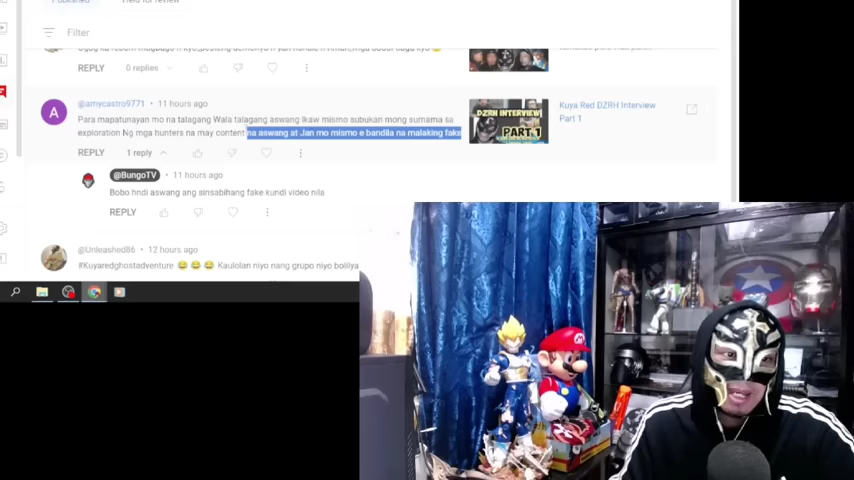 Published
Held for review
Filter
REPLY 0 replies
@amycastro9771 • 11 hours ago
Para mapatunayan mo na talagang Wala talagang aswang Ikaw mismo subukan mong sumama sa
exploration Ng mga hunters na may content na aswang at Jan mo mismo e bandila na malaking fake
REPLY 1 reply
DZRH INTERVIEW
PART 1
Kuya Red DZRH Interview
Part 1
@BungoTV • 11 hours ago
Bobo hndi aswang ang sinsabihang fake kundi video nila
REPLY
@Unleashed86 • 12 hours ago
#Kuyaredghostadventure 😂 😂 😂 Kaulolan niyo nang grupo niyo